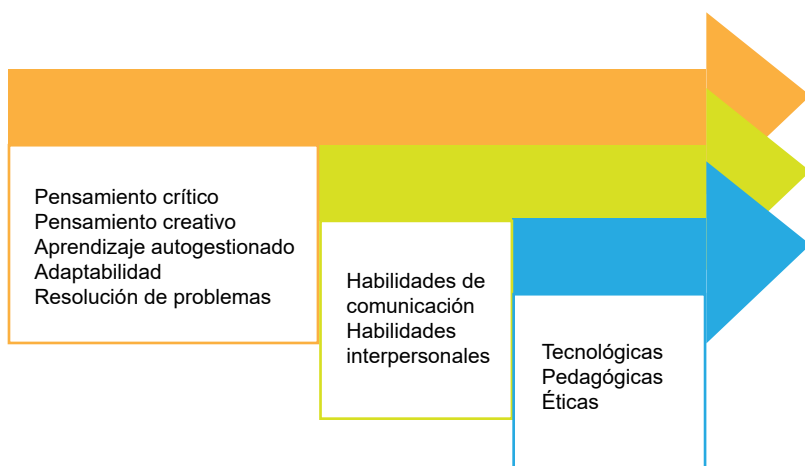 Pensamiento crítico
Pensamiento creativo
Aprendizaje autogestionado
Adaptabilidad
Resolución de problemas
Habilidades de
comunicación
Habilidades
interpersonales
Tecnológicas
Pedagógicas
Éticas